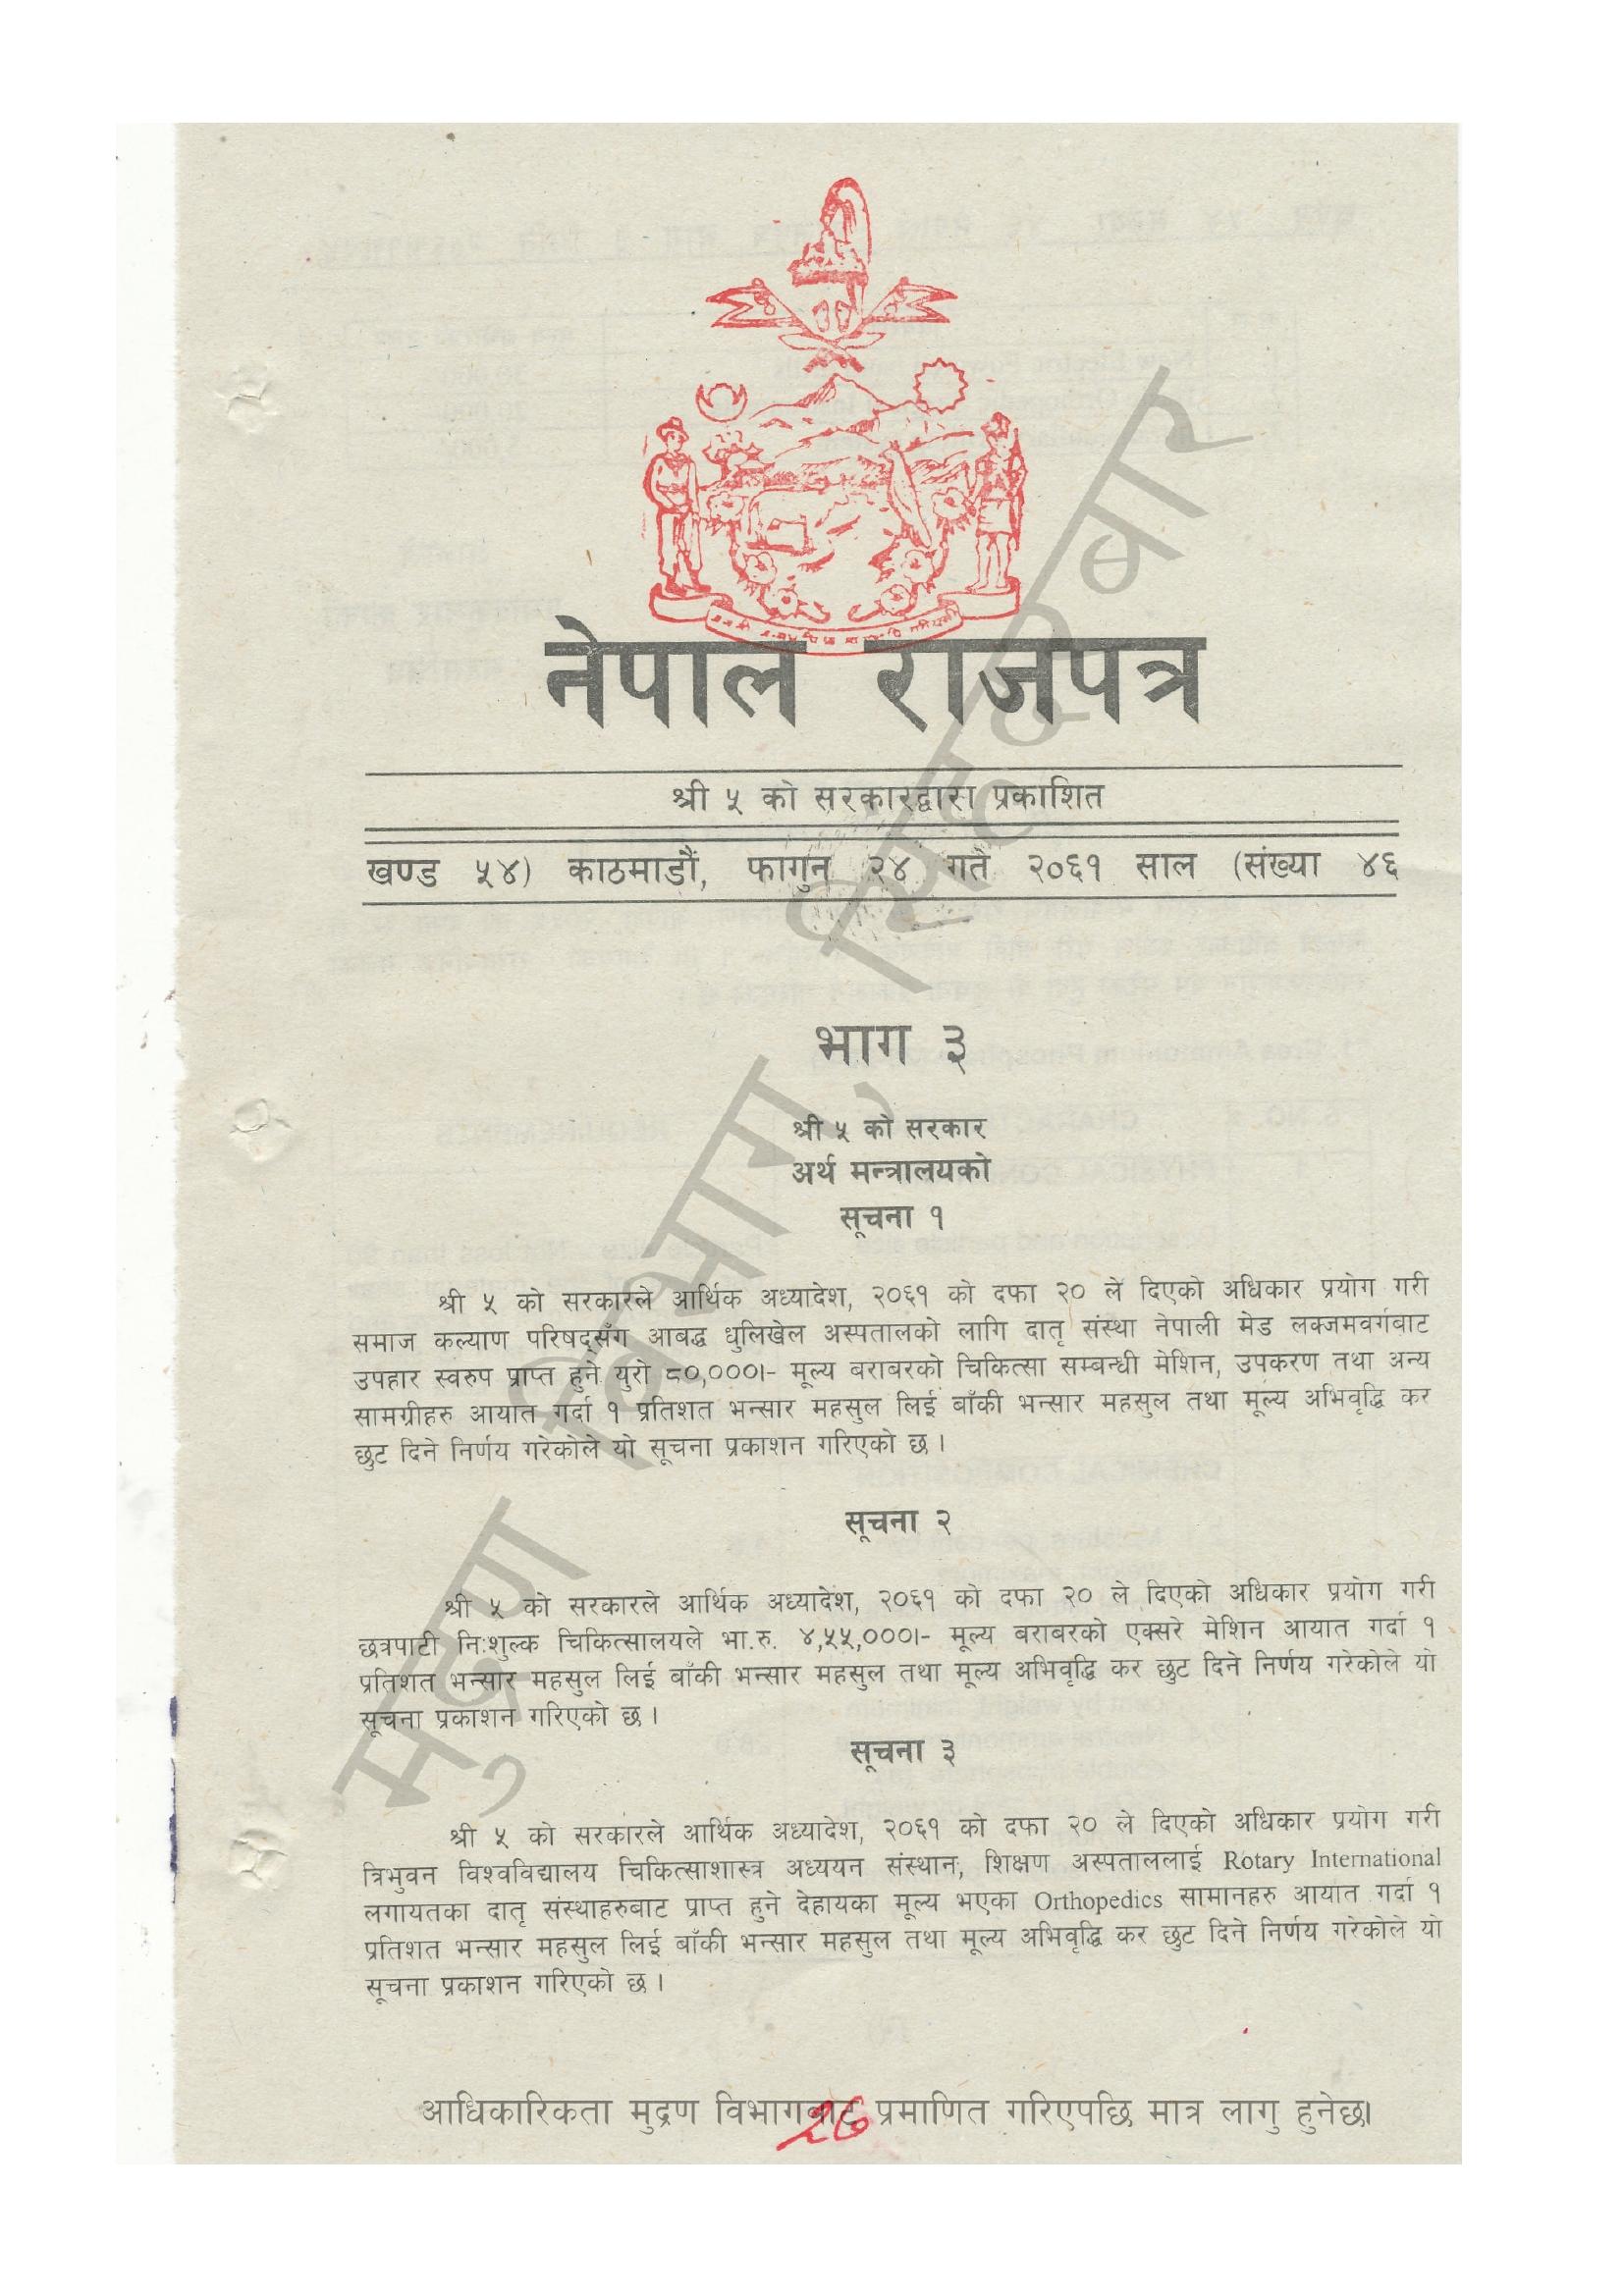 नेपाल राजपत्र
श्री ५ को सरकारद्वारा प्रकाशित
खण्ड ५४) काठमाडौं, फागुन २४ गते २०६१ साल (संख्या ४६
भाग ३
श्री ५ को सरकार
अर्थ मन्त्रालयको
सूचना १
श्री ५ को सरकारले आर्थिक अध्यादेश, २०६१ को दफा २० ले दिएको अधिकार प्रयोग गरी
समाज कल्याण परिषद्सँग आबद्ध धुलिखेल अस्पतालको लागि दातृ संस्था नेपाली मेड लक्जमवर्गबाट
उपहार स्वरुप प्राप्त हुने युरो ८०,०००।- मूल्य बराबरको चिकित्सा सम्बन्धी मेशिन, उपकरण तथा अन्य
सामग्रीहरु आयात गर्दा १ प्रतिशत भन्सार महसुल लिई बाँकी भन्सार महसुल तथा मूल्य अभिवृद्धि कर
छुट दिने निर्णय गरेकोले यो सूचना प्रकाशन गरिएको छ ।
सूचना २
श्री ५ को सरकारले आर्थिक अध्यादेश, २०६१ को दफा २० ले दिएको अधिकार प्रयोग गरी
छत्रपाटी निःशुल्क चिकित्सालयले भा.रु. ४,५५,०००।- मूल्य बराबरको एक्सरे मेशिन आयात गर्दा १
प्रतिशत भन्सार महसुल लिई बाँकी भन्सार महसुल तथा मूल्य अभिवृद्धि कर छुट दिने निर्णय गरेकोले यो
सूचना प्रकाशन गरिएको छ ।
सूचना ३
श्री ५ को सरकारले आर्थिक अध्यादेश, २०६१ को दफा २० ले दिएको अधिकार प्रयोग गरी
त्रिभुवन विश्वविद्यालय चिकित्साशास्त्र अध्ययन संस्थान, शिक्षण अस्पताललाई Rotary International
लगायतका दातृ संस्थाहरुबाट प्राप्त हुने देहायका मूल्य भएका Orthopedics सामानहरु आयात गर्दा १
प्रतिशत भन्सार महसुल लिई बाँकी भन्सार महसुल तथा मूल्य अभिवृद्धि कर छुट दिने निर्णय गरेकोले यो
सूचना प्रकाशन गरिएको छ ।
मुद्रण विभाग, सिंहदरबार
आधिकारिकता मुद्रण विभागबाट प्रमाणित गरिएपछि मात्र लागु हुनेछ।
२७